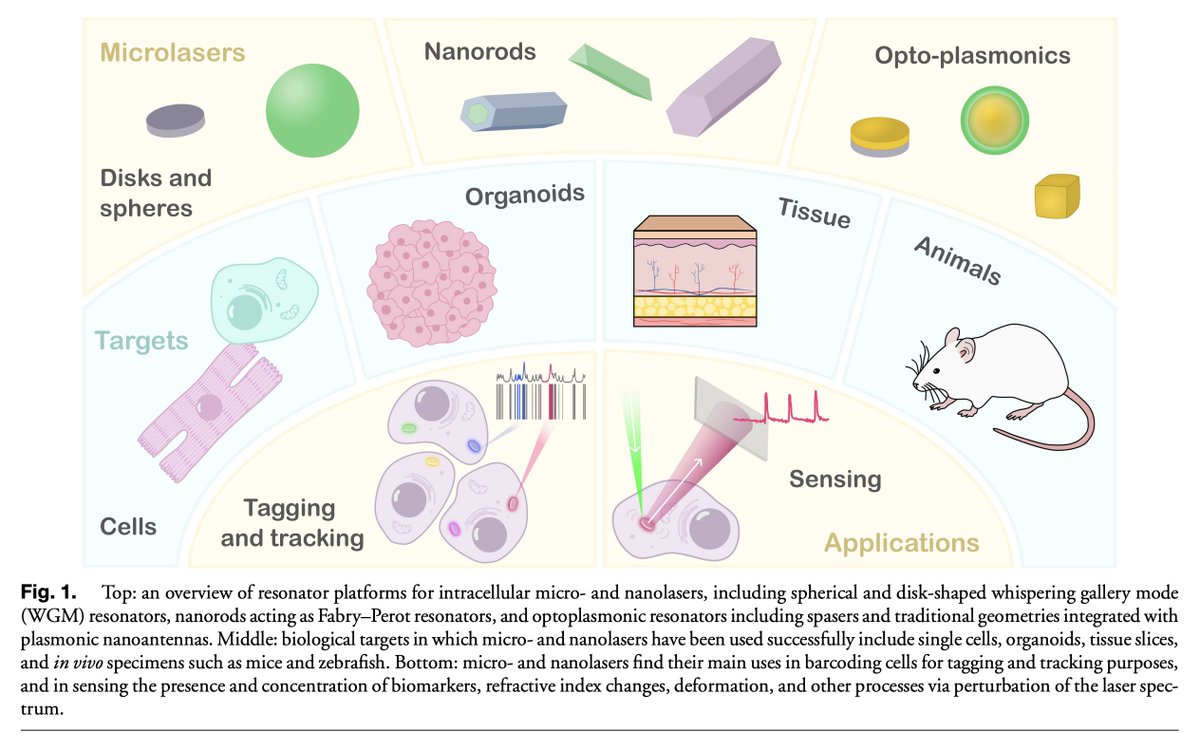 Microlasers
Disks and
spheres
Nanorods
Opto-plasmonics
Targets
Cells
Organoids
Tissue
Animals
Tagging
and tracking
Sensing
Applications
Fig. 1. Top: an overview of resonator platforms for intracellular micro- and nanolasers, including spherical and disk-shaped whispering gallery mode
(WGM) resonators, nanorods acting as Fabry–Perot resonators, and optoplasmonic resonators including spasers and traditional geometries integrated with
plasmonic nanoantennas. Middle: biological targets in which micro- and nanolasers have been used successfully include single cells, organoids, tissue slices,
and in vivo specimens such as mice and zebrafish. Bottom: micro- and nanolasers find their main uses in barcoding cells for tagging and tracking purposes,
and in sensing the presence and concentration of biomarkers, refractive index changes, deformation, and other processes via perturbation of the laser spec-
trum.